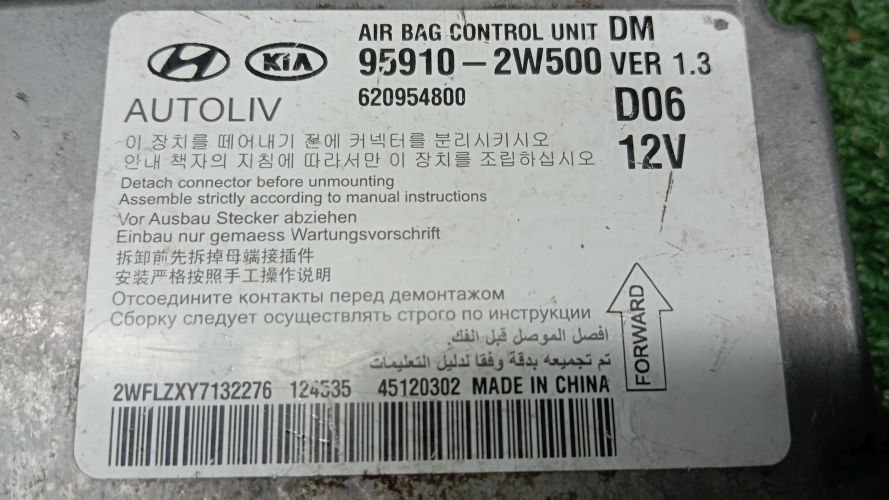 AIR BAG CONTROL UNIT DM
KIA 95910-2W500 VER 1.3
620954800 D06
AUTOLIV 12V
이 장치를 떼어내기 전에 커넥터를 분리시키시오
안내 책자의 지침에 따라서만 이 장치를 조립하십시오
Detach connector before unmounting
Assemble strictly according to manual instructions
Vor Ausbau Stecker abziehen
Einbau nur gemaess Wartungsvorschrift
拆卸前先拆掉母端接插件
安装严格按照手工操作说明
Отсоедините контакты перед демонтажом
Сборку следует осуществлять строго по инструкции
افصل الموصل قبل الفك.
تم تجميعه بدقة وفقا لدليل التعليمات
FORWARD
2WFLZXY7132276 124535 45120302 MADE IN CHINA